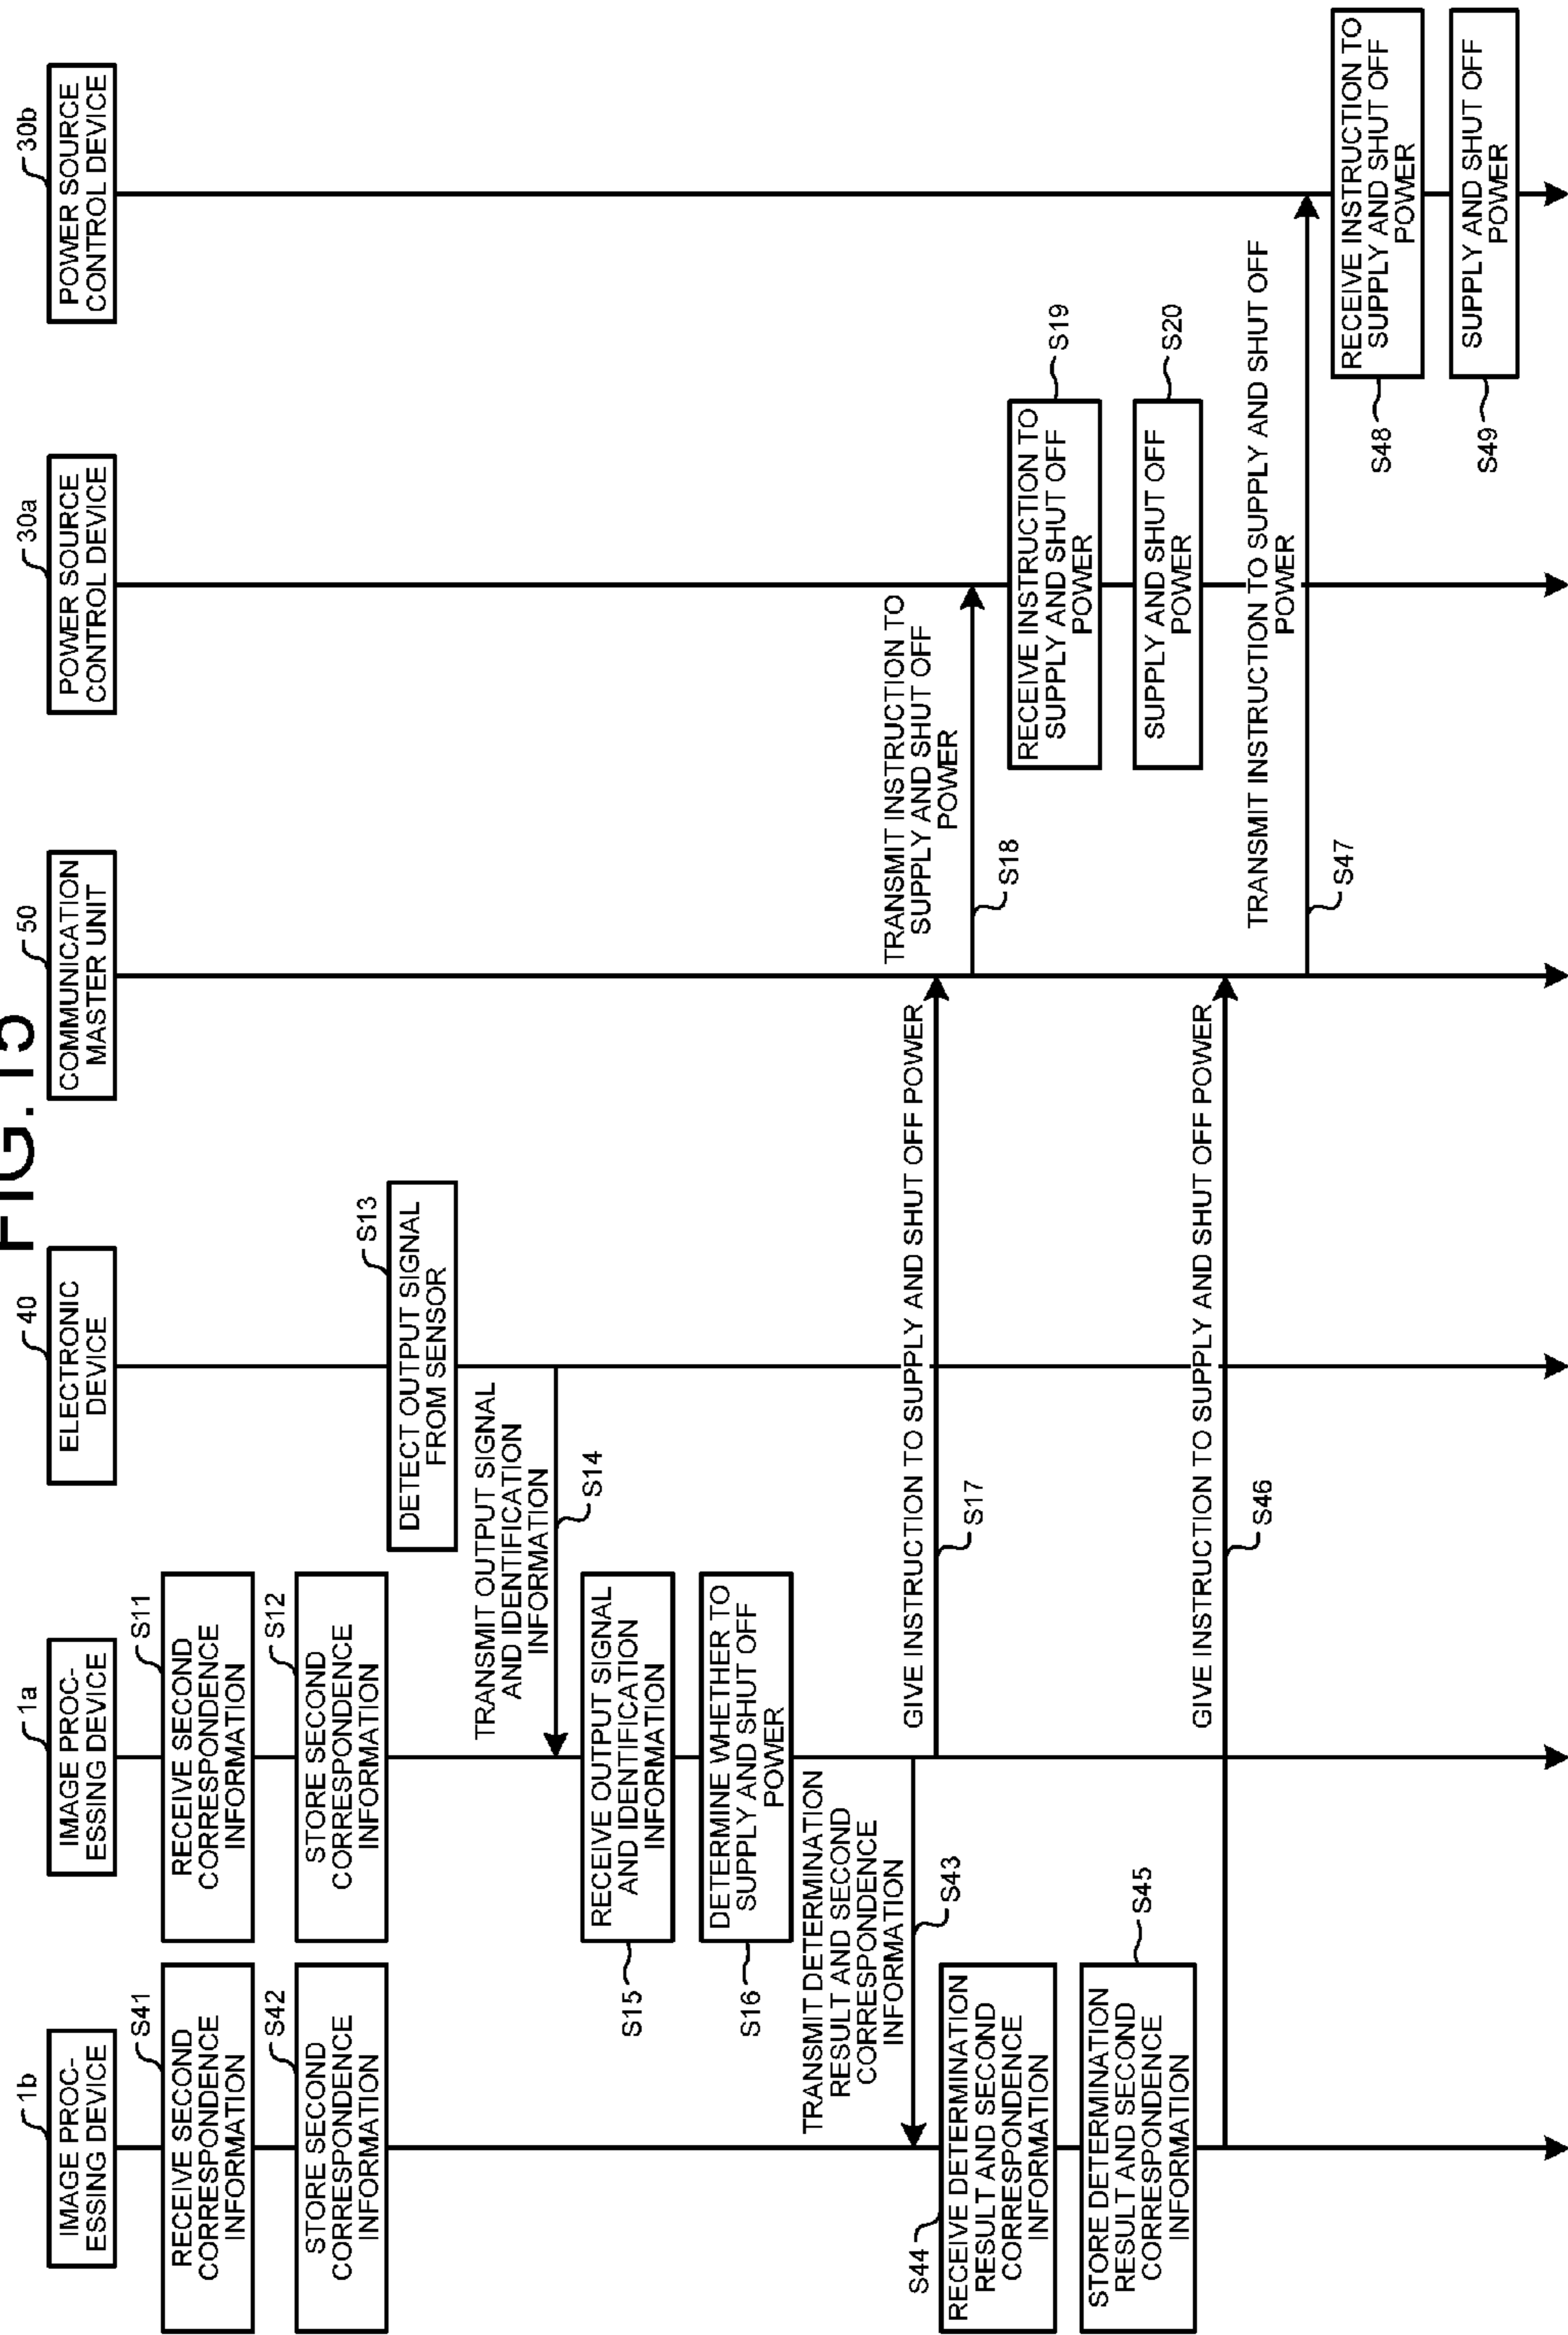 FIG.15
1b
IMAGE PROC-
ESSING DEVICE
1a
IMAGE PROC-
ESSING DEVICE
40
ELECTRONIC
DEVICE
50
COMMUNICATION
MASTER UNIT
30a
POWER SOURCE
CONTROL DEVICE
30b
POWER SOURCE
CONTROL DEVICE
S41
RECEIVE SECOND
CORRESPONDENCE
INFORMATION
S11
RECEIVE SECOND
CORRESPONDENCE
INFORMATION
S42
STORE SECOND
CORRESPONDENCE
INFORMATION
S12
STORE SECOND
CORRESPONDENCE
INFORMATION
S13
DETECT OUTPUT SIGNAL
FROM SENSOR
TRANSMIT OUTPUT SIGNAL
AND IDENTIFICATION
INFORMATION
S14
RECEIVE OUTPUT SIGNAL
AND IDENTIFICATION
INFORMATION
S15
DETERMINE WHETHER TO
SUPPLY AND SHUT OFF
POWER
S16
TRANSMIT DETERMINATION
RESULT AND SECOND
CORRESPONDENCE
INFORMATION
S43
GIVE INSTRUCTION TO SUPPLY AND SHUT OFF POWER
S17
TRANSMIT INSTRUCTION TO
SUPPLY AND SHUT OFF
POWER
S18
S44
RECEIVE DETERMINATION
RESULT AND SECOND
CORRESPONDENCE
INFORMATION
RECEIVE INSTRUCTION TO
SUPPLY AND SHUT OFF
POWER
S19
STORE DETERMINATION
RESULT AND SECOND
CORRESPONDENCE
INFORMATION
S45
SUPPLY AND SHUT OFF
POWER
S20
GIVE INSTRUCTION TO SUPPLY AND SHUT OFF POWER
S46
TRANSMIT INSTRUCTION TO SUPPLY AND SHUT OFF
POWER
S47
RECEIVE INSTRUCTION TO
SUPPLY AND SHUT OFF
POWER
S48
SUPPLY AND SHUT OFF
POWER
S49